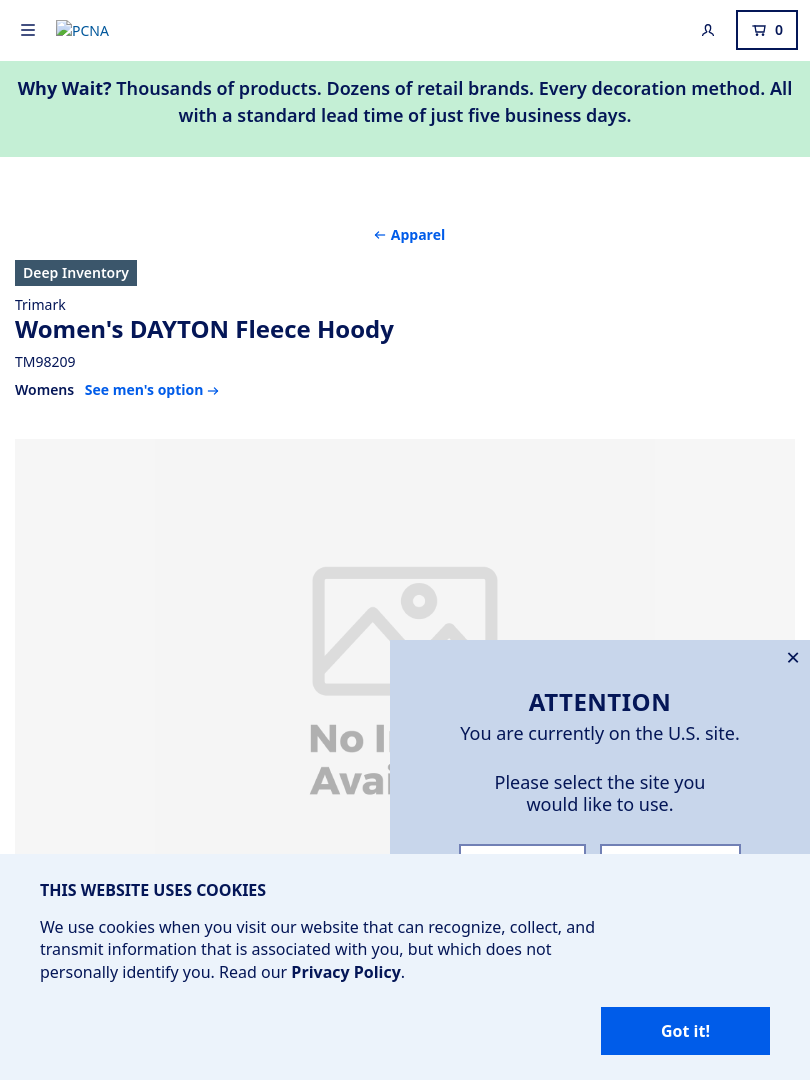 PCNA
0
Why Wait? Thousands of products. Dozens of retail brands. Every decoration method. All
with a standard lead time of just five business days.
← Apparel
Deep Inventory
Trimark
Women's DAYTON Fleece Hoody
TM98209
Womens See men's option →
No
Avai
ATTENTION
You are currently on the U.S. site.
Please select the site you
would like to use.
THIS WEBSITE USES COOKIES
We use cookies when you visit our website that can recognize, collect, and
transmit information that is associated with you, but which does not
personally identify you. Read our Privacy Policy.
Got it!